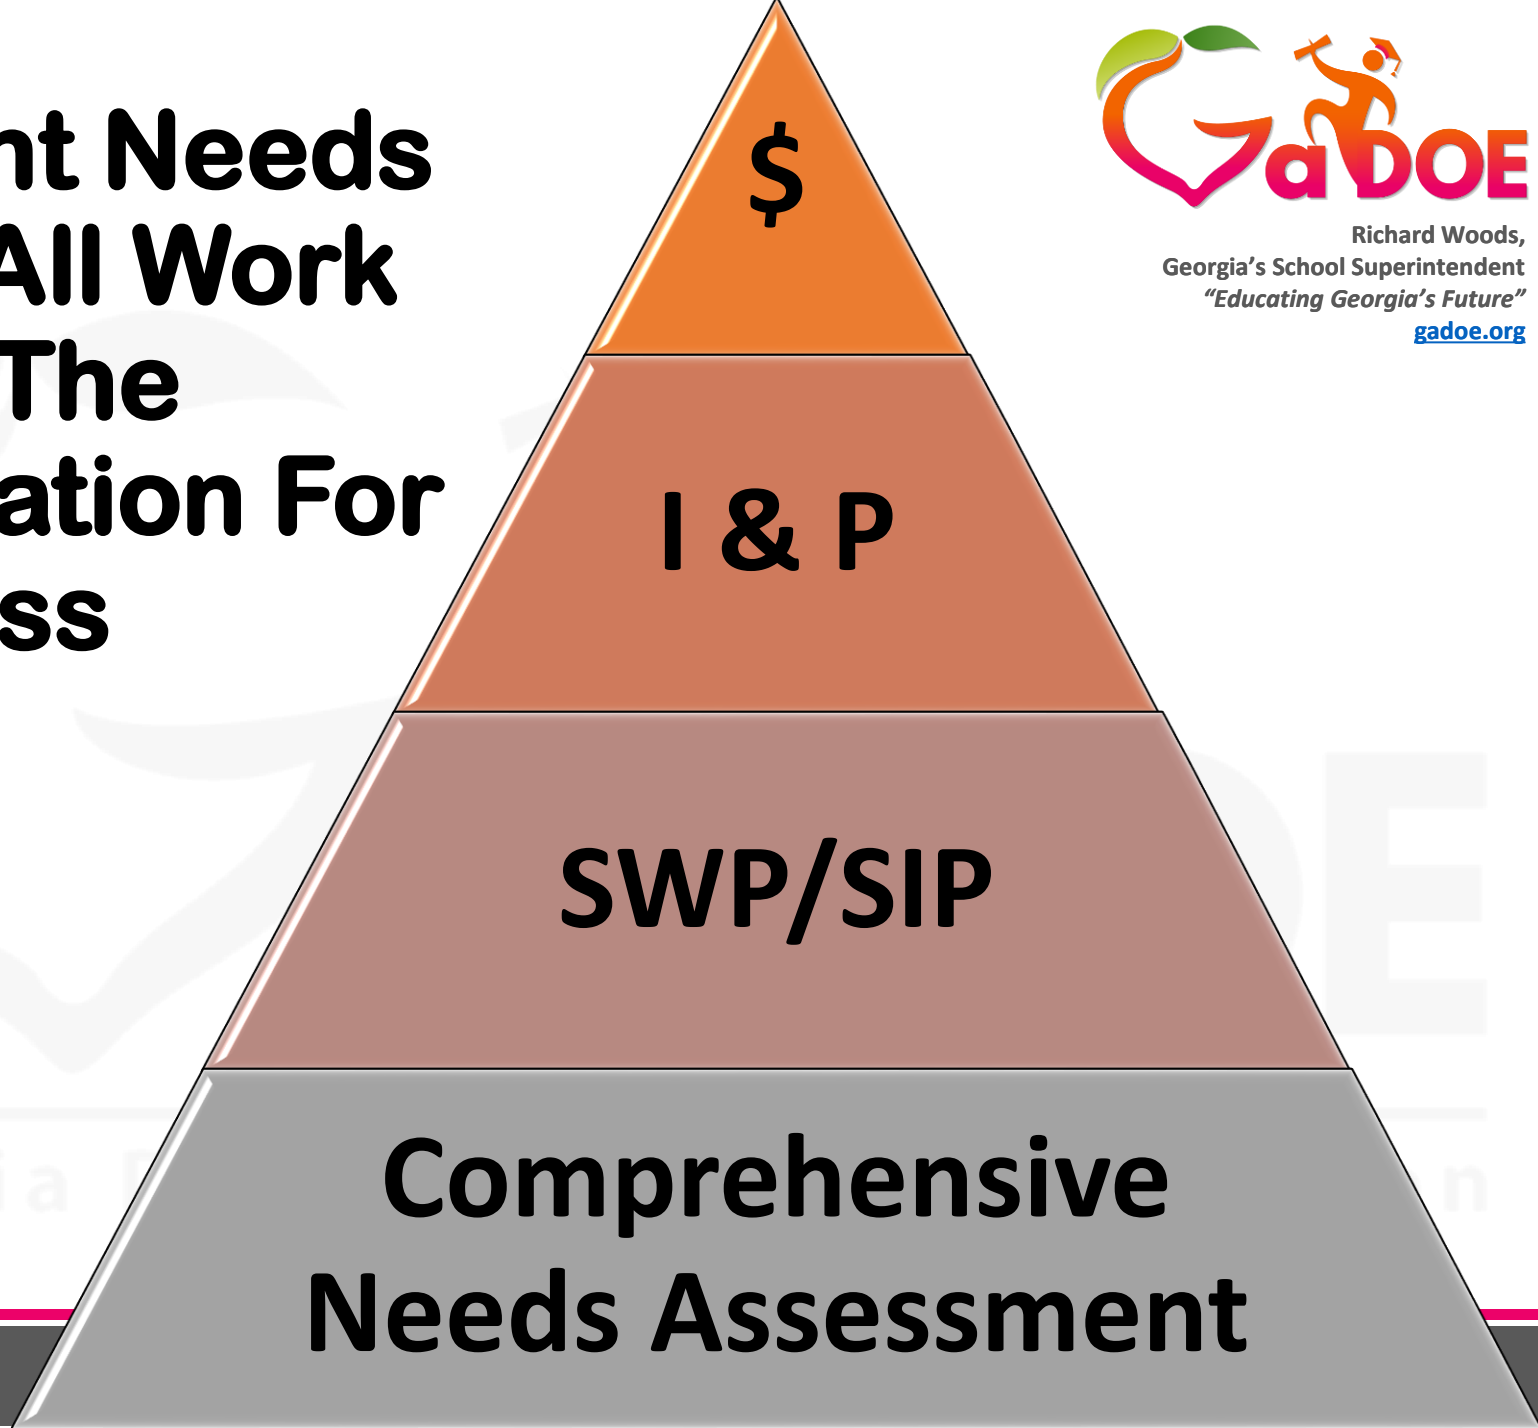 nt Needs
All Work
The
ation For
ss
$
I & P
SWP/SIP
Comprehensive
Needs Assessment
GaDOE
Richard Woods,
Georgia’s School Superintendent
“Educating Georgia’s Future”
gadoe.org